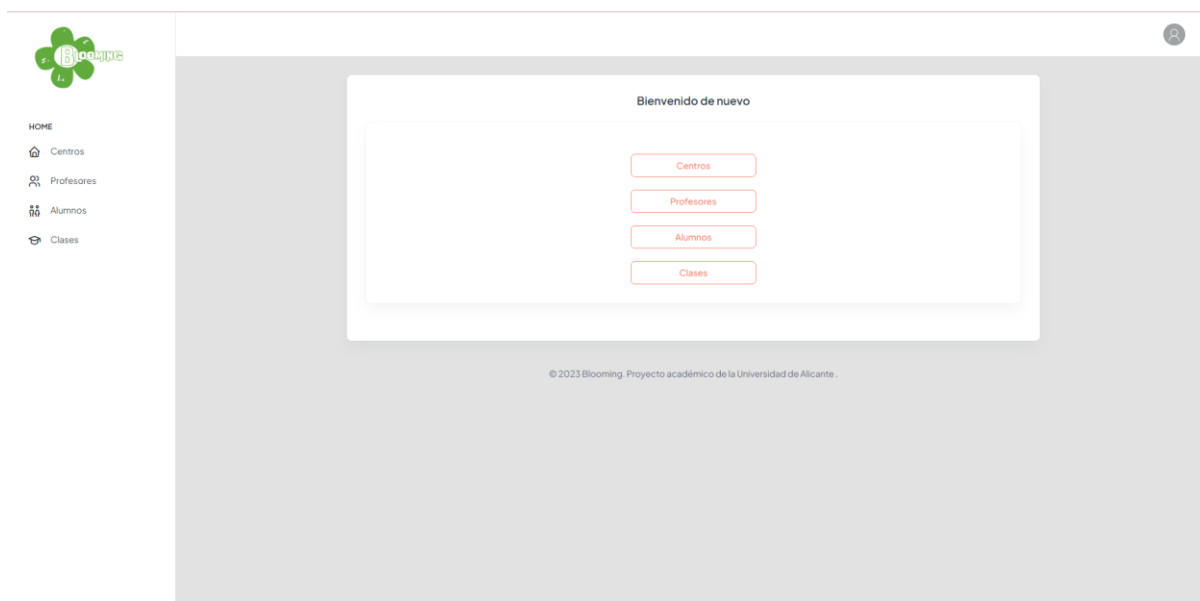 BLOOMING
HOME
Centros
Profesores
Alumnos
Clases
Bienvenido de nuevo
Centros
Profesores
Alumnos
Clases
© 2023 Blooming. Proyecto académico de la Universidad de Alicante .